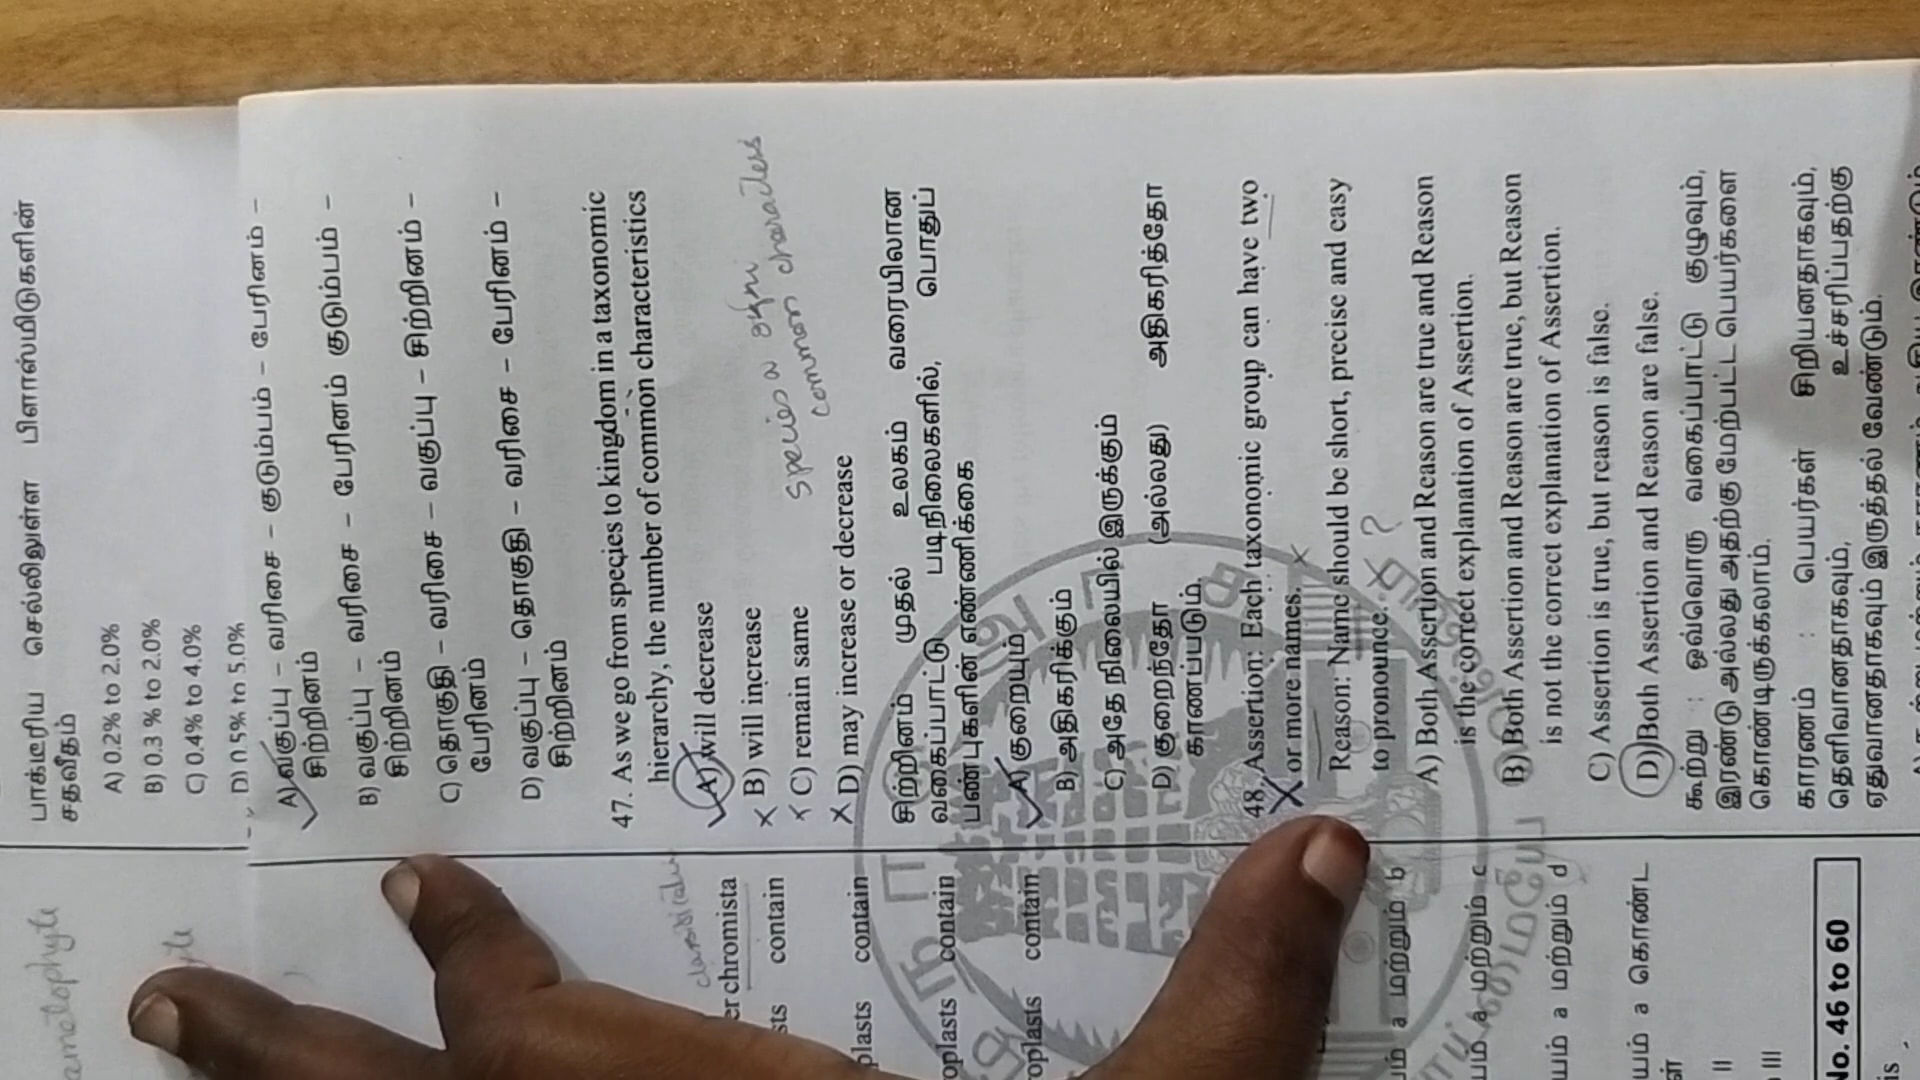 பாக்டீரிய செல்லிலுள்ள பிளாஸ்மிடுகளின்
சதவீதம்
A) 0.2% to 2.0%
B) 0.3 % to 2.0%
C) 0.4% to 4.0%
D) 0.5% to 5.0%
A) வகுப்பு – வரிசை – குடும்பம் – பேரினம் –
சிற்றினம்
B) வகுப்பு – வரிசை – பேரினம் குடும்பம் –
சிற்றினம்
C) தொகுதி – வரிசை – வகுப்பு – சிற்றினம் –
பேரினம்
D) வகுப்பு – தொகுதி – வரிசை – பேரினம் –
சிற்றினம்
47. As we go from species to kingdom in a taxonomic
hierarchy, the number of common characteristics
A) will decrease
B) will increase
C) remain same
D) may increase or decrease
species a
common characters
சிற்றினம் முதல் உலகம் வரையிலான
வகைப்பாட்டு படிநிலைகளில், பொதுப்
பண்புகளின் எண்ணிக்கை
A) குறையும்
B) அதிகரிக்கும்
C) அதே நிலையில் இருக்கும்
D) குறைந்தோ (அல்லது) அதிகரித்தோ
காணப்படும்.
48. Assertion: Each taxonomic group can have two
or more names.
Reason: Name should be short, precise and easy
to pronounce. ?
A) Both Assertion and Reason are true and Reason
is the correct explanation of Assertion.
B) Both Assertion and Reason are true, but Reason
is not the correct explanation of Assertion.
C) Assertion is true, but reason is false.
D) Both Assertion and Reason are false.
கூற்று : ஒவ்வொரு வகைப்பாட்டு குழுவும்,
இரண்டு அல்லது அதற்கு மேற்பட்ட பெயர்களை
கொண்டிருக்கலாம்.
காரணம் : பெயர்கள் சிறியனதாகவும்,
தெளிவானதாகவும், உச்சரிப்பதற்கு
ஏதுவானதாகவும் இருத்தல் வேண்டும்.
er chromista
sts contain
plasts contain
oplasts contain
oplasts contain
a மற்றும் b
a மற்றும் c
யம் a மற்றும் d
யம் a கொண்ட
II
III
No. 46 to 60
is